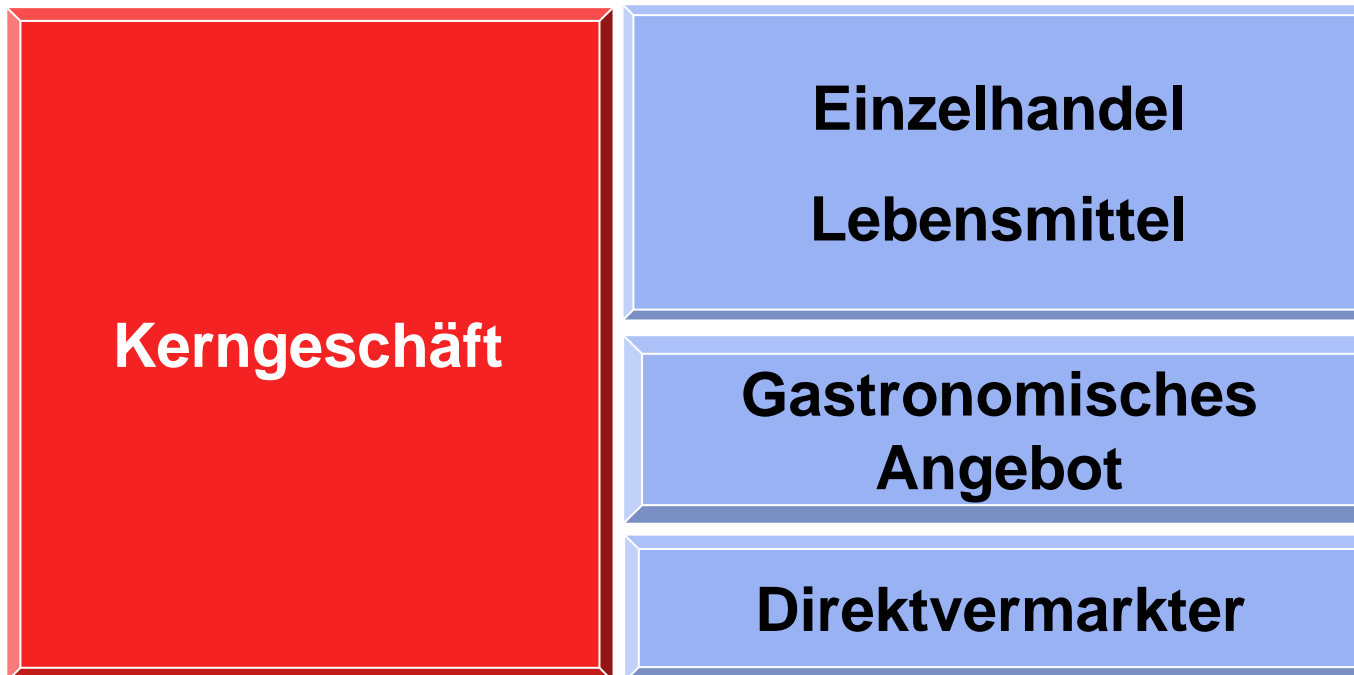 Kerngeschäft
Einzelhandel
Lebensmittel
Gastronomisches
Angebot
Direktvermarkter